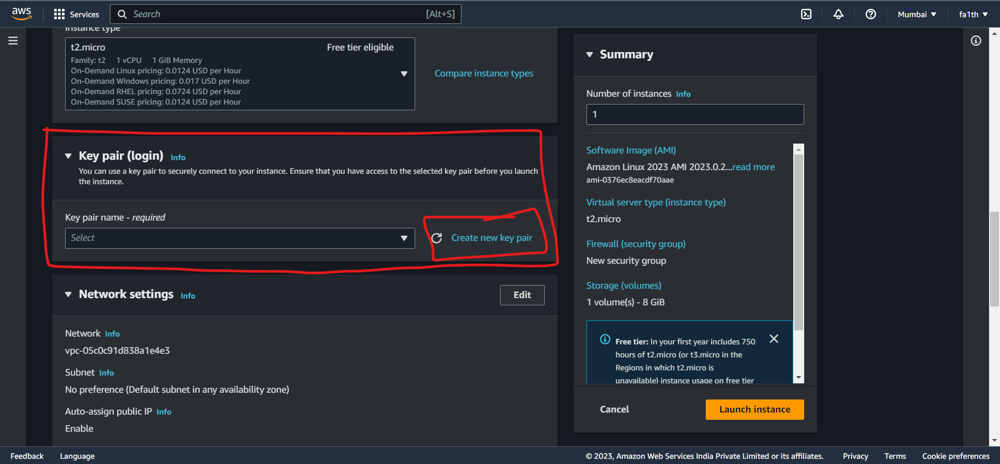 aws
Services
Search
[Alt+S]
Mumbai
fa1th
Instance type
t2.micro
Free tier eligible
Family: t2 1 vCPU 1 GiB Memory
On-Demand Linux pricing: 0.0124 USD per Hour
On-Demand Windows pricing: 0.017 USD per Hour
On-Demand RHEL pricing: 0.0724 USD per Hour
On-Demand SUSE pricing: 0.0124 USD per Hour
Compare instance types
Key pair (login) Info
You can use a key pair to securely connect to your instance. Ensure that you have access to the selected key pair before you launch
the instance.
Key pair name - required
Select
Create new key pair
Network settings Info
Edit
Network Info
vpc-05c0c91d838a1e4e3
Subnet Info
No preference (Default subnet in any availability zone)
Auto-assign public IP Info
Enable
Summary
Number of instances Info
1
Software Image (AMI)
Amazon Linux 2023 AMI 2023.0.2...read more
ami-0376ec8eacdf70aae
Virtual server type (instance type)
t2.micro
Firewall (security group)
New security group
Storage (volumes)
1 volume(s) - 8 GiB
Free tier: In your first year includes 750
hours of t2.micro (or t3.micro in the
Regions in which t2.micro is
unavailable) instance usage on free tier
Cancel
Launch instance
Feedback
Language
© 2023, Amazon Web Services India Private Limited or its affiliates.
Privacy
Terms
Cookie preferences